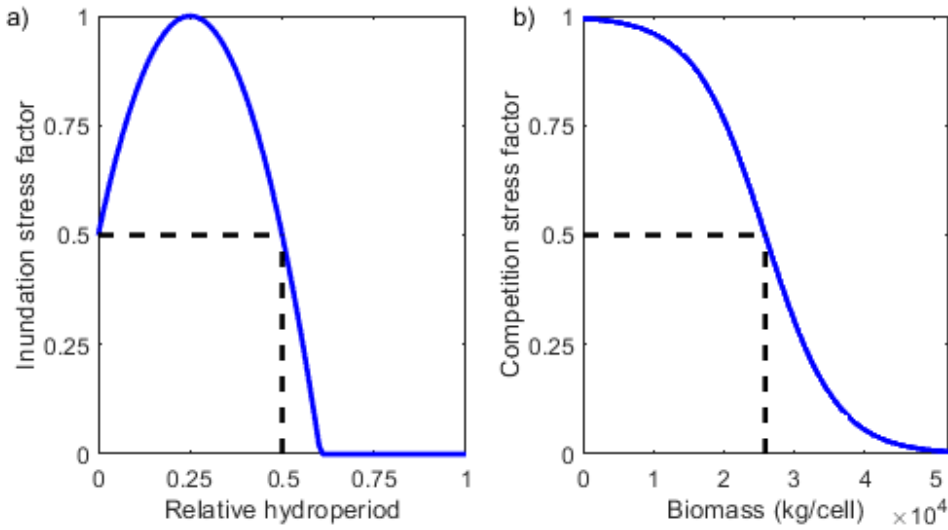 a)
1
0.75
0.5
0.25
0
Inundation stress factor
0 0.25 0.5 0.75 1
Relative hydroperiod
b)
1
0.75
0.5
0.25
0
Competition stress factor
0 1 2 3 4 5
Biomass (kg/cell) × 10⁴